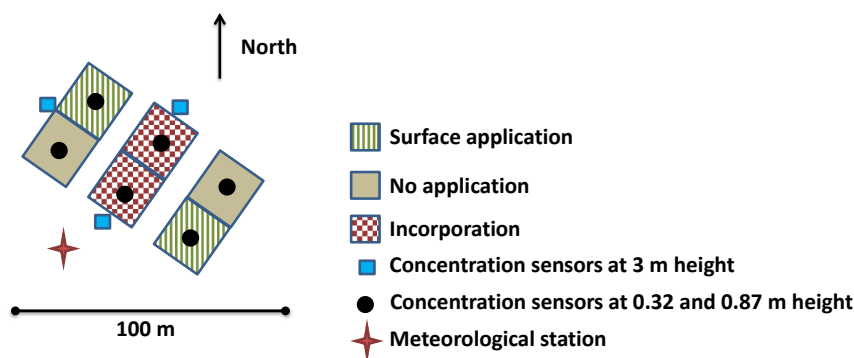 North
Surface application
No application
Incorporation
Concentration sensors at 3 m height
Concentration sensors at 0.32 and 0.87 m height
100 m
Meteorological station